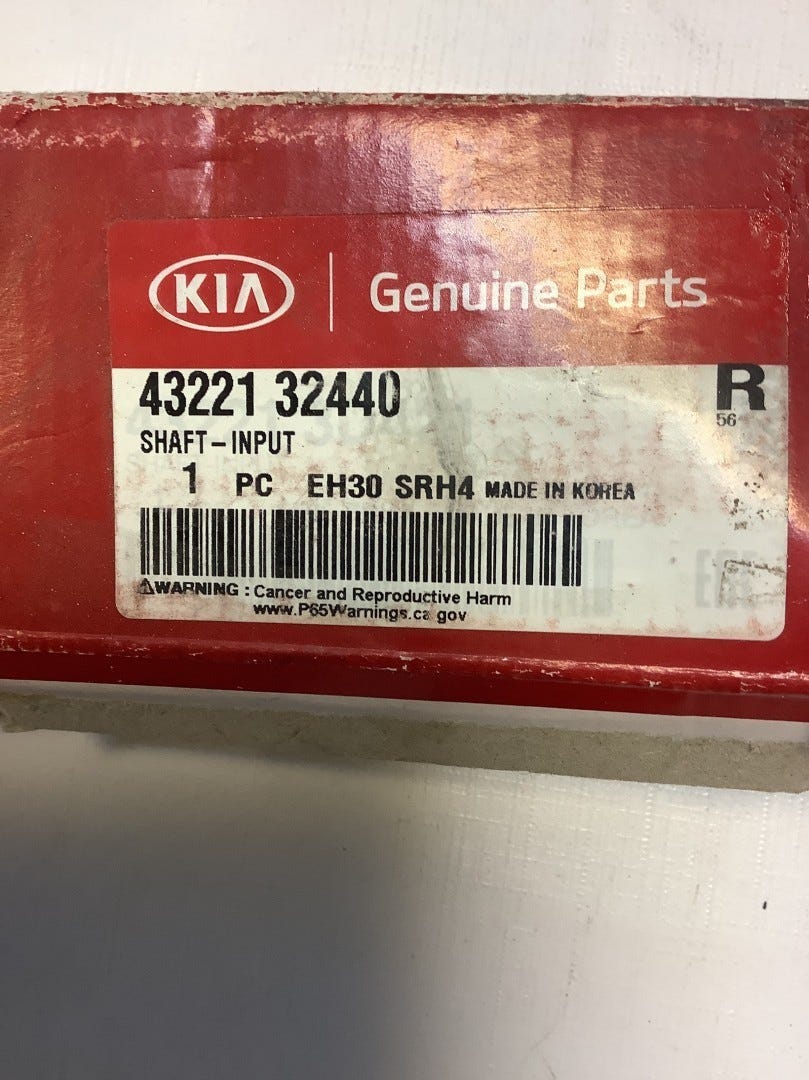 KIA
Genuine Parts
43221 32440
R
56
SHAFT-INPUT
1 PC EH30 SRH4 MADE IN KOREA
WARNING : Cancer and Reproductive Harm
www.P65Warnings.ca.gov